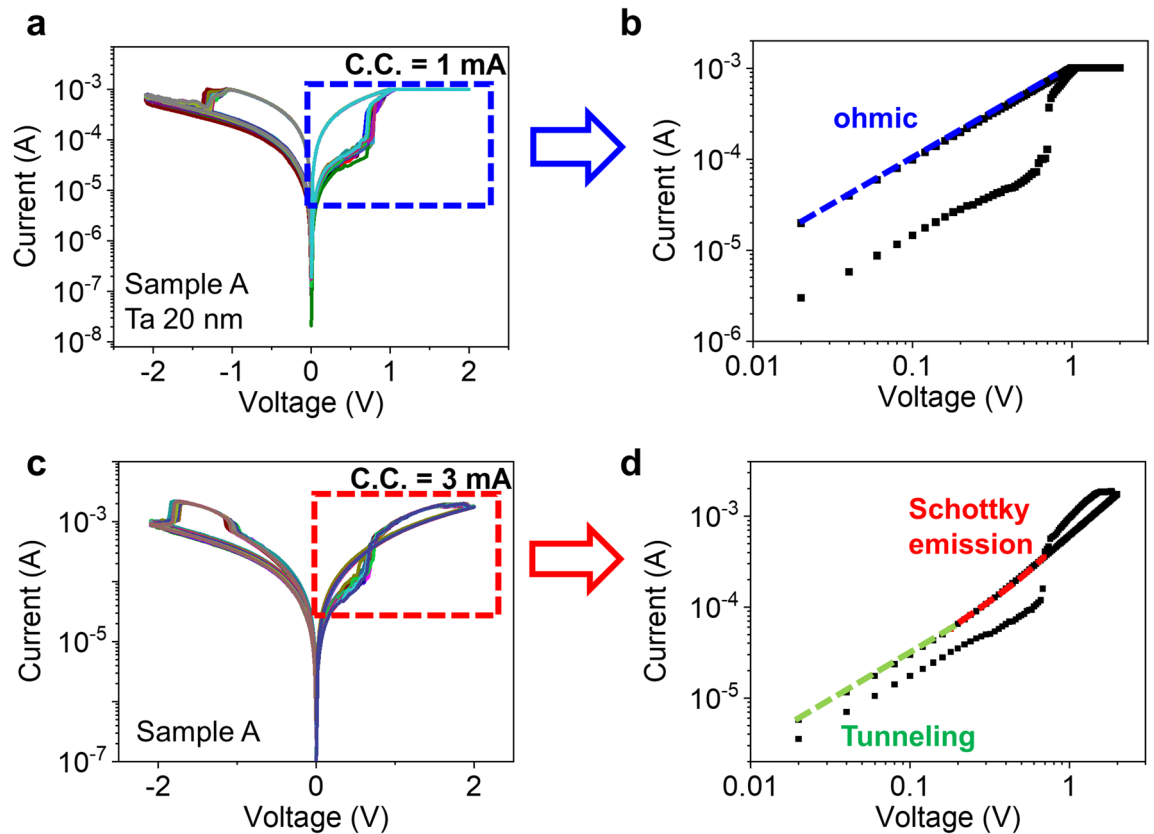 a
C.C. = 1 mA
10⁻³
10⁻⁴
10⁻⁵
10⁻⁶
10⁻⁷
10⁻⁸
Current (A)
Sample A
Ta 20 nm
-2
-1
0
1
2
Voltage (V)
b
10⁻³
10⁻⁴
10⁻⁵
10⁻⁶
Current (A)
ohmic
0.01
0.1
1
Voltage (V)
c
C.C. = 3 mA
10⁻³
10⁻⁵
10⁻⁷
Current (A)
Sample A
-2
0
2
Voltage (V)
d
10⁻³
10⁻⁴
10⁻⁵
Current (A)
Schottky
emission
Tunneling
0.01
0.1
1
Voltage (V)